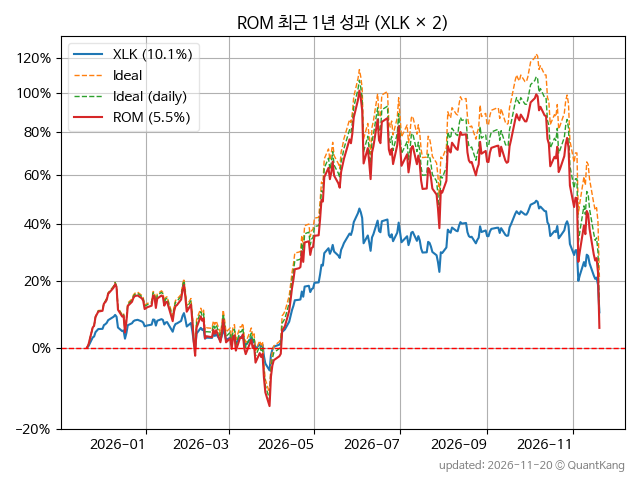 ROM 최근 1년 성과 (XLK × 2)
XLK (10.1%)
Ideal
Ideal (daily)
ROM (5.5%)
120%
100%
80%
60%
40%
20%
0%
−20%
2026-01 2026-03 2026-05 2026-07 2026-09 2026-11
updated: 2026-11-20 © QuantKang